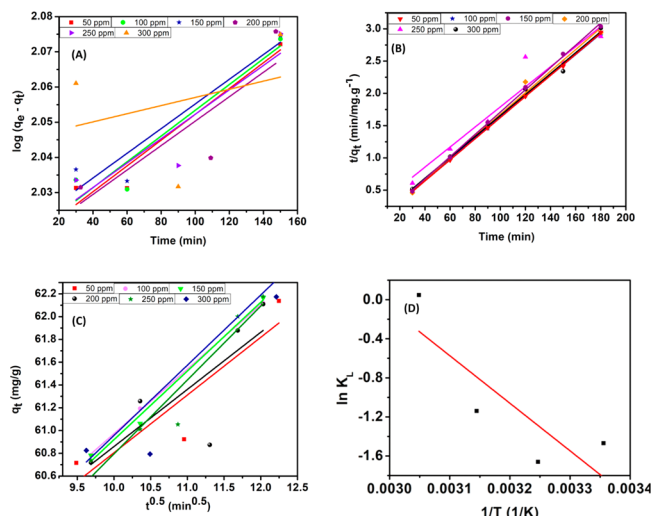 50 ppm 100 ppm 150 ppm 200 ppm
250 ppm 300 ppm
(A)
log (qe - qt)
2.08
2.07
2.06
2.05
2.04
2.03
20 40 60 80 100 120 140 160
Time (min)
50 ppm 100 ppm 150 ppm 200 ppm
250 ppm 300 ppm
(B)
t/qt (min/mg.g-1)
3.0
2.5
2.0
1.5
1.0
0.5
20 40 60 80 100 120 140 160 180 200
Time (min)
50 ppm 100 ppm 150 ppm
200 ppm 250 ppm 300 ppm
(C)
qt (mg/g)
62.2
62.0
61.8
61.6
61.4
61.2
61.0
60.8
60.6
9.5 10.0 10.5 11.0 11.5 12.0 12.5
t0.5 (min0.5)
(D)
ln KL
0.0
-0.4
-0.8
-1.2
-1.6
0.0030 0.0031 0.0032 0.0033 0.0034
1/T (1/K)